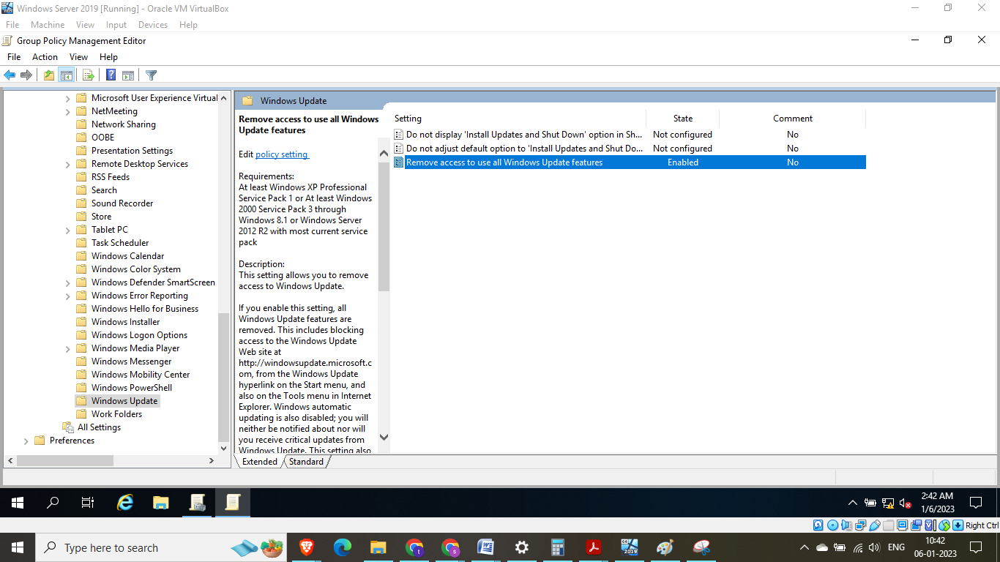 Windows Server 2019 [Running] - Oracle VM VirtualBox
File Machine View Input Devices Help
Group Policy Management Editor
File Action View Help
Microsoft User Experience Virtual
NetMeeting
Network Sharing
OOBE
Presentation Settings
Remote Desktop Services
RSS Feeds
Search
Sound Recorder
Store
Tablet PC
Task Scheduler
Windows Calendar
Windows Color System
Windows Defender SmartScreen
Windows Error Reporting
Windows Hello for Business
Windows Installer
Windows Logon Options
Windows Media Player
Windows Messenger
Windows Mobility Center
Windows PowerShell
Windows Update
Work Folders
All Settings
Preferences
Windows Update
Remove access to use all Windows
Update features
Edit policy setting
Requirements:
At least Windows XP Professional
Service Pack 1 or At least Windows
2000 Service Pack 3 through
Windows 8.1 or Windows Server
2012 R2 with most current service
pack
Description:
This setting allows you to remove
access to Windows Update.
If you enable this setting, all
Windows Update features are
removed. This includes blocking
access to the Windows Update
Web site at
http://windowsupdate.microsoft.c
om, from the Windows Update
hyperlink on the Start menu, and
also on the Tools menu in Internet
Explorer. Windows automatic
updating is also disabled; you will
neither be notified about nor will
you receive critical updates from
Windows Update. This setting also
Setting State Comment
Do not display 'Install Updates and Shut Down' option in Sh... Not configured No
Do not adjust default option to 'Install Updates and Shut Do... Not configured No
Remove access to use all Windows Update features Enabled No
Extended Standard
2:42 AM
1/6/2023
Right Ctrl
Type here to search
2019
ENG
10:42
06-01-2023